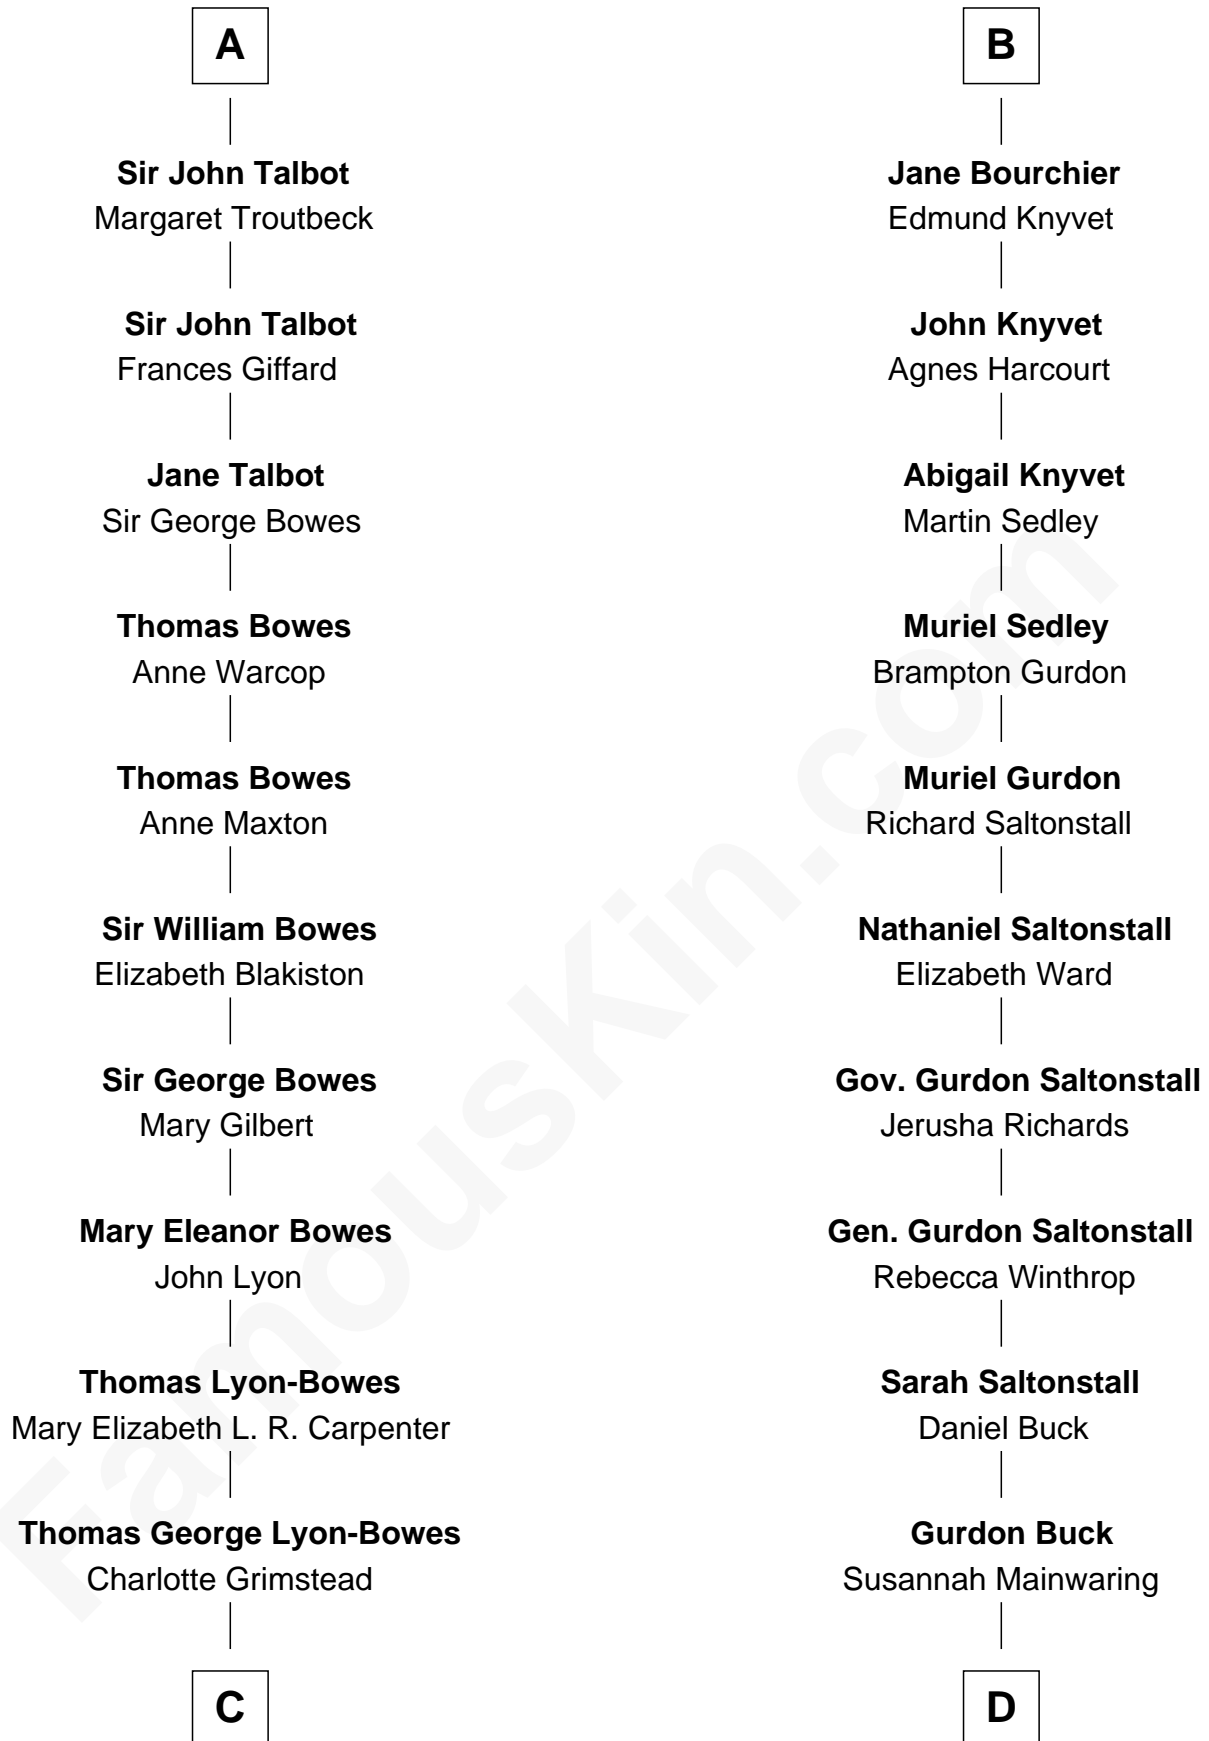 A
Sir John Talbot
Margaret Troutbeck
Sir John Talbot
Frances Giffard
Jane Talbot
Sir George Bowes
Thomas Bowes
Anne Warcop
Thomas Bowes
Anne Maxton
Sir William Bowes
Elizabeth Blakiston
Sir George Bowes
Mary Gilbert
Mary Eleanor Bowes
John Lyon
Thomas Lyon-Bowes
Mary Elizabeth L. R. Carpenter
Thomas George Lyon-Bowes
Charlotte Grimstead
C
B
Jane Bourchier
Edmund Knyvet
John Knyvet
Agnes Harcourt
Abigail Knyvet
Martin Sedley
Muriel Sedley
Brampton Gurdon
Muriel Gurdon
Richard Saltonstall
Nathaniel Saltonstall
Elizabeth Ward
Gov. Gurdon Saltonstall
Jerusha Richards
Gen. Gurdon Saltonstall
Rebecca Winthrop
Sarah Saltonstall
Daniel Buck
Gurdon Buck
Susannah Mainwaring
D
FamousKin.com